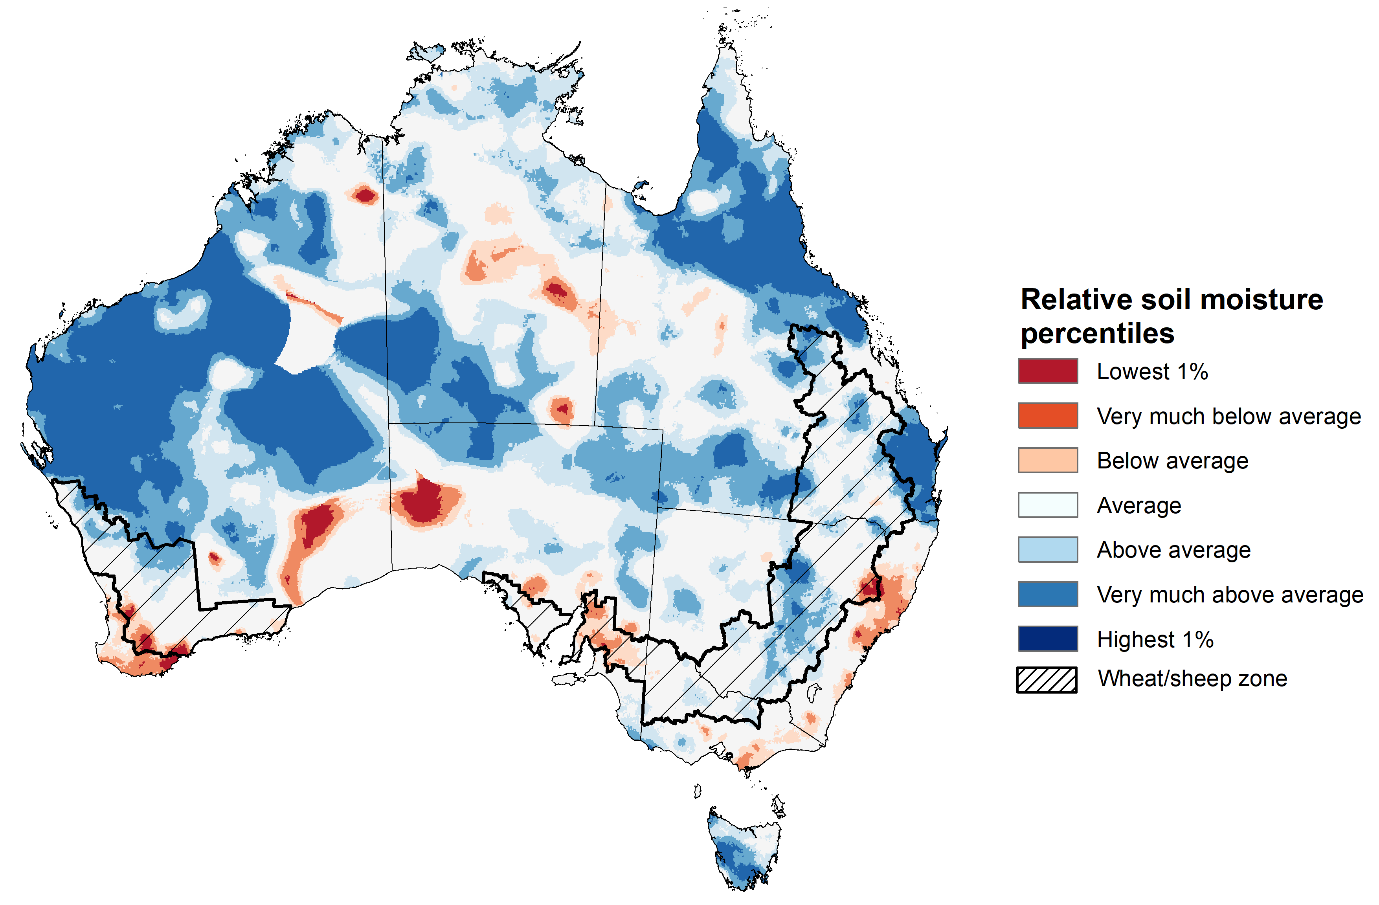 Relative soil moisture
percentiles
Lowest 1%
Very much below average
Below average
Average
Above average
Very much above average
Highest 1%
Wheat/sheep zone